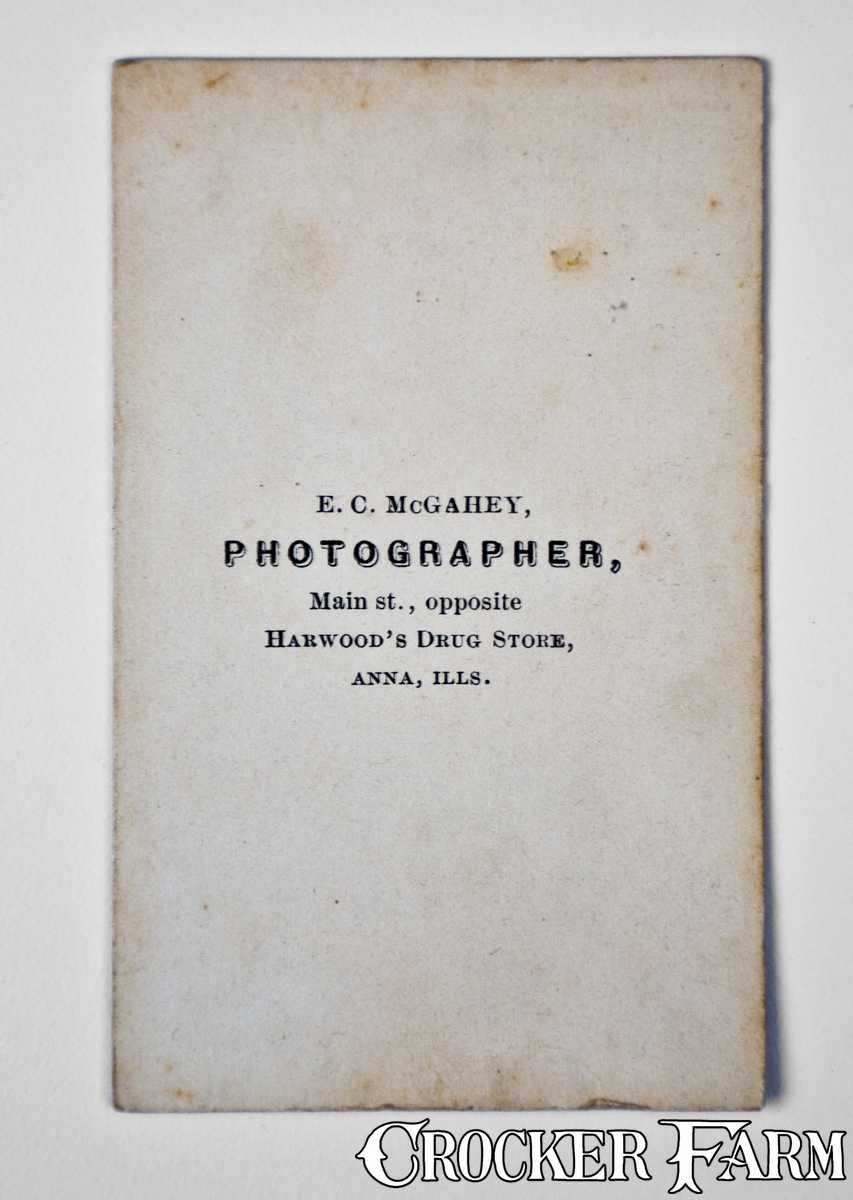 E. C. McGAHEY,
PHOTOGRAPHER,
Main st., opposite
HARWOOD'S DRUG STORE,
ANNA, ILLS.
CROCKER FARM